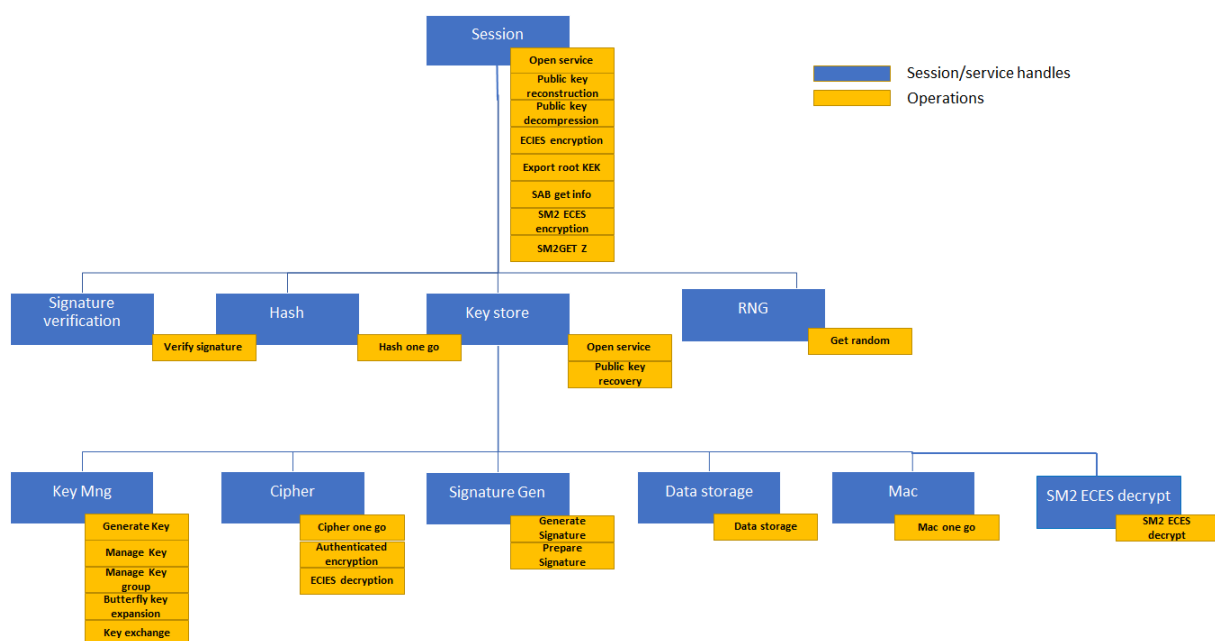 Session
Open service
Public key
reconstruction
Public key
decompression
ECIES encryption
Export root KEK
SAB get info
SM2 ECES
encryption
SM2GET Z
Session/service handles
Operations
Signature
verification
Verify signature
Hash
Hash one go
Key store
Open service
Public key
recovery
RNG
Get random
Key Mng
Generate Key
Manage Key
Manage Key
group
Butterfly key
expansion
Key exchange
Cipher
Cipher one go
Authenticated
encryption
ECIES decryption
Signature Gen
Generate
Signature
Prepare
Signature
Data storage
Data storage
Mac
Mac one go
SM2 ECES decrypt
SM2 ECES
decrypt